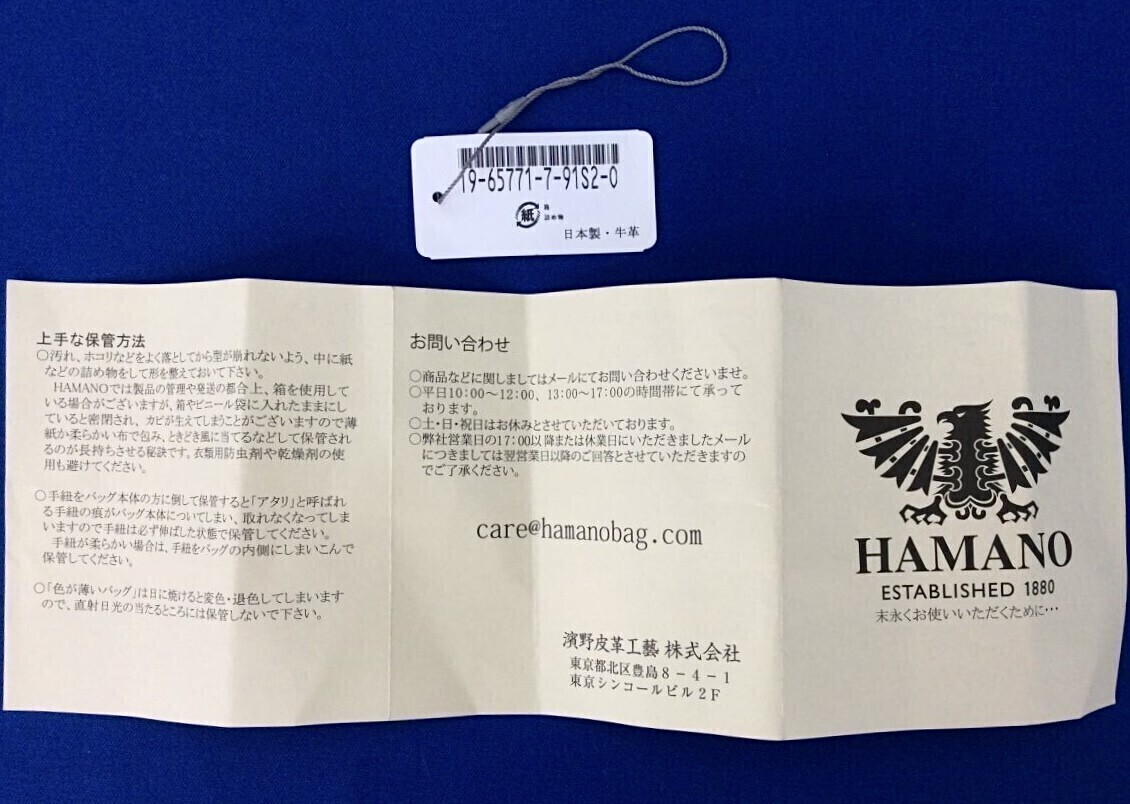 19-65771-7-91S2-0
紙
箱
詰め物
日本製・牛革
上手な保管方法
○汚れ、ホコリなどをよく落としてから型が崩れないよう、中に紙
などの詰め物をして形を整えておいて下さい。
HAMANOでは製品の管理や発送の都合上、箱を使用して
いる場合がございますが、箱やビニール袋に入れたままにし
ていると密閉され、カビが生えてしまうことがございますので薄
紙か柔らかい布で包み、ときどき風に当てるなどして保管され
るのが長持ちさせる秘訣です。衣類用防虫剤や乾燥剤の使
用も避けてください。
○手紐をバッグ本体の方に倒して保管すると「アタリ」と呼ばれ
る手紐の痕がバッグ本体についてしまい、取れなくなってしま
いますので手紐は必ず伸ばした状態で保管してください。
手紐が柔らかい場合は、手紐をバッグの内側にしまいこんで
保管してください。
○「色が薄いバッグ」は日に焼けると変色・退色してしまいます
ので、直射日光の当たるところには保管しないで下さい。
お問い合わせ
○商品などに関しましてはメールにてお問い合わせくださいませ。
○平日10:00～12:00、13:00～17:00の時間帯にて承って
おります。
○土・日・祝日はお休みとさせていただいております。
○弊社営業日の17:00以降または休業日にいただきましたメール
につきましては翌営業日以降のご回答とさせていただきますの
でご了承ください。
care@hamanobag.com
濱野皮革工藝 株式会社
東京都北区豊島8－4－1
東京シンコールビル2F
HAMANO
ESTABLISHED 1880
末永くお使いいただくために…